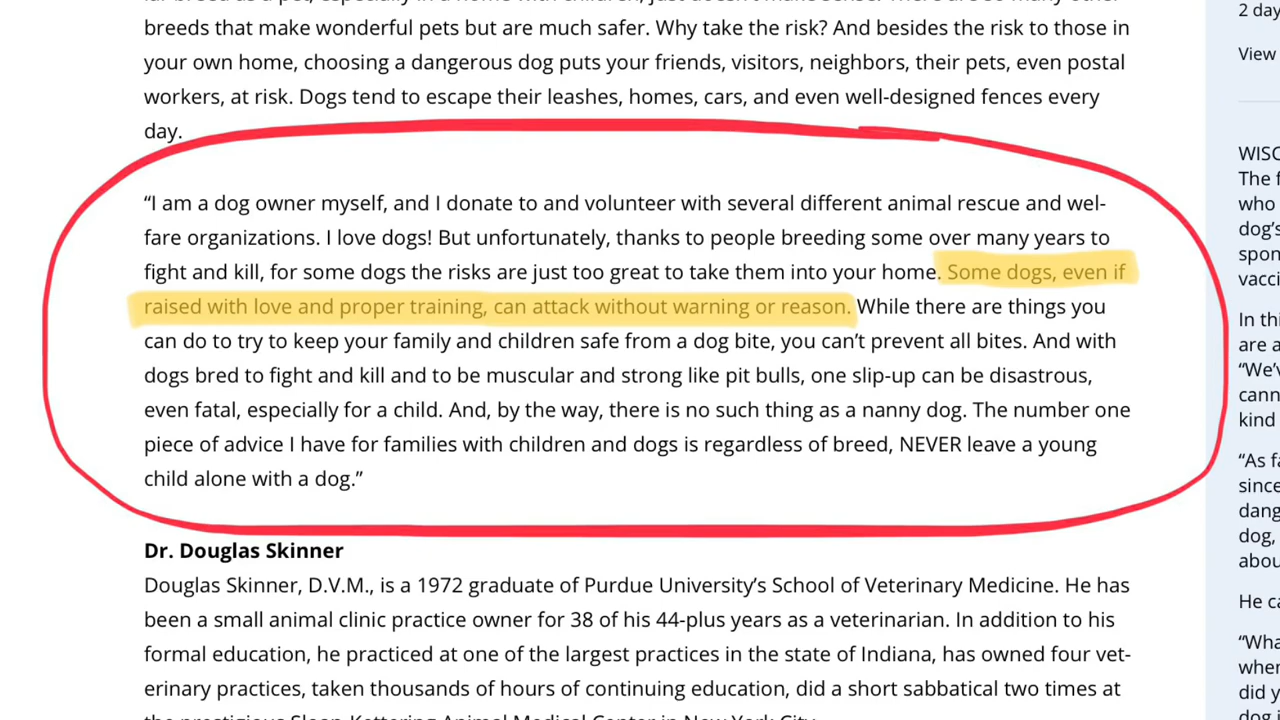 breeds that make wonderful pets but are much safer. Why take the risk? And besides the risk to those in
your own home, choosing a dangerous dog puts your friends, visitors, neighbors, their pets, even postal
workers, at risk. Dogs tend to escape their leashes, homes, cars, and even well-designed fences every
day.
“I am a dog owner myself, and I donate to and volunteer with several different animal rescue and wel-
fare organizations. I love dogs! But unfortunately, thanks to people breeding some over many years to
fight and kill, for some dogs the risks are just too great to take them into your home. Some dogs, even if
raised with love and proper training, can attack without warning or reason. While there are things you
can do to try to keep your family and children safe from a dog bite, you can’t prevent all bites. And with
dogs bred to fight and kill and to be muscular and strong like pit bulls, one slip-up can be disastrous,
even fatal, especially for a child. And, by the way, there is no such thing as a nanny dog. The number one
piece of advice I have for families with children and dogs is regardless of breed, NEVER leave a young
child alone with a dog.”
Dr. Douglas Skinner
Douglas Skinner, D.V.M., is a 1972 graduate of Purdue University’s School of Veterinary Medicine. He has
been a small animal clinic practice owner for 38 of his 44-plus years as a veterinarian. In addition to his
formal education, he practiced at one of the largest practices in the state of Indiana, has owned four vet-
erinary practices, taken thousands of hours of continuing education, did a short sabbatical two times at
the prestigious Sloan-Kettering Animal Medical Center in New York City.
2 day
View
WISC
The f
who
dog’s
spon
vacci
In thi
are a
“We’v
cann
kind
“As fa
since
dang
dog,
abou
He ca
“Wha
when
did y
dog i